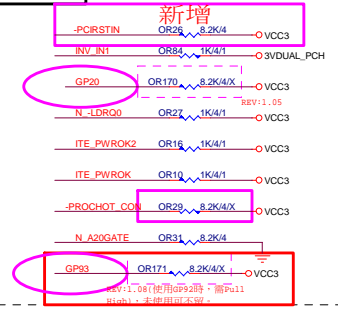 新增
-PCIRSTIN OR26 8.2K/4 VCC3
INV_IN1 OR84 1K/4/1 3VDUAL_PCH
GP20 OR170 8.2K/4/X VCC3
REV:1.05
N_-LDRQ0 OR27 1K/4/1 VCC3
ITE_PWROK2 OR16 1K/4/1 VCC3
ITE_PWROK OR10 1K/4/1 VCC3
-PROCHOT_CON OR29 8.2K/4/X VCC3
N_A20GATE OR31 8.2K/4
GP93 OR171 8.2K/4/X VCC3
REV:1.08(使用GP93時，需Pull
High)，未使用可不留。